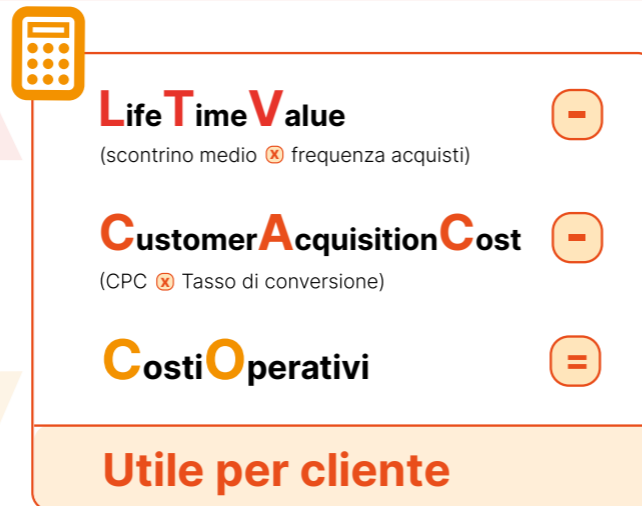 LifeTimeValue -
(scontrino medio x frequenza acquisti)
CustomerAcquisitionCost -
(CPC x Tasso di conversione)
CostiOperativi =
Utile per cliente